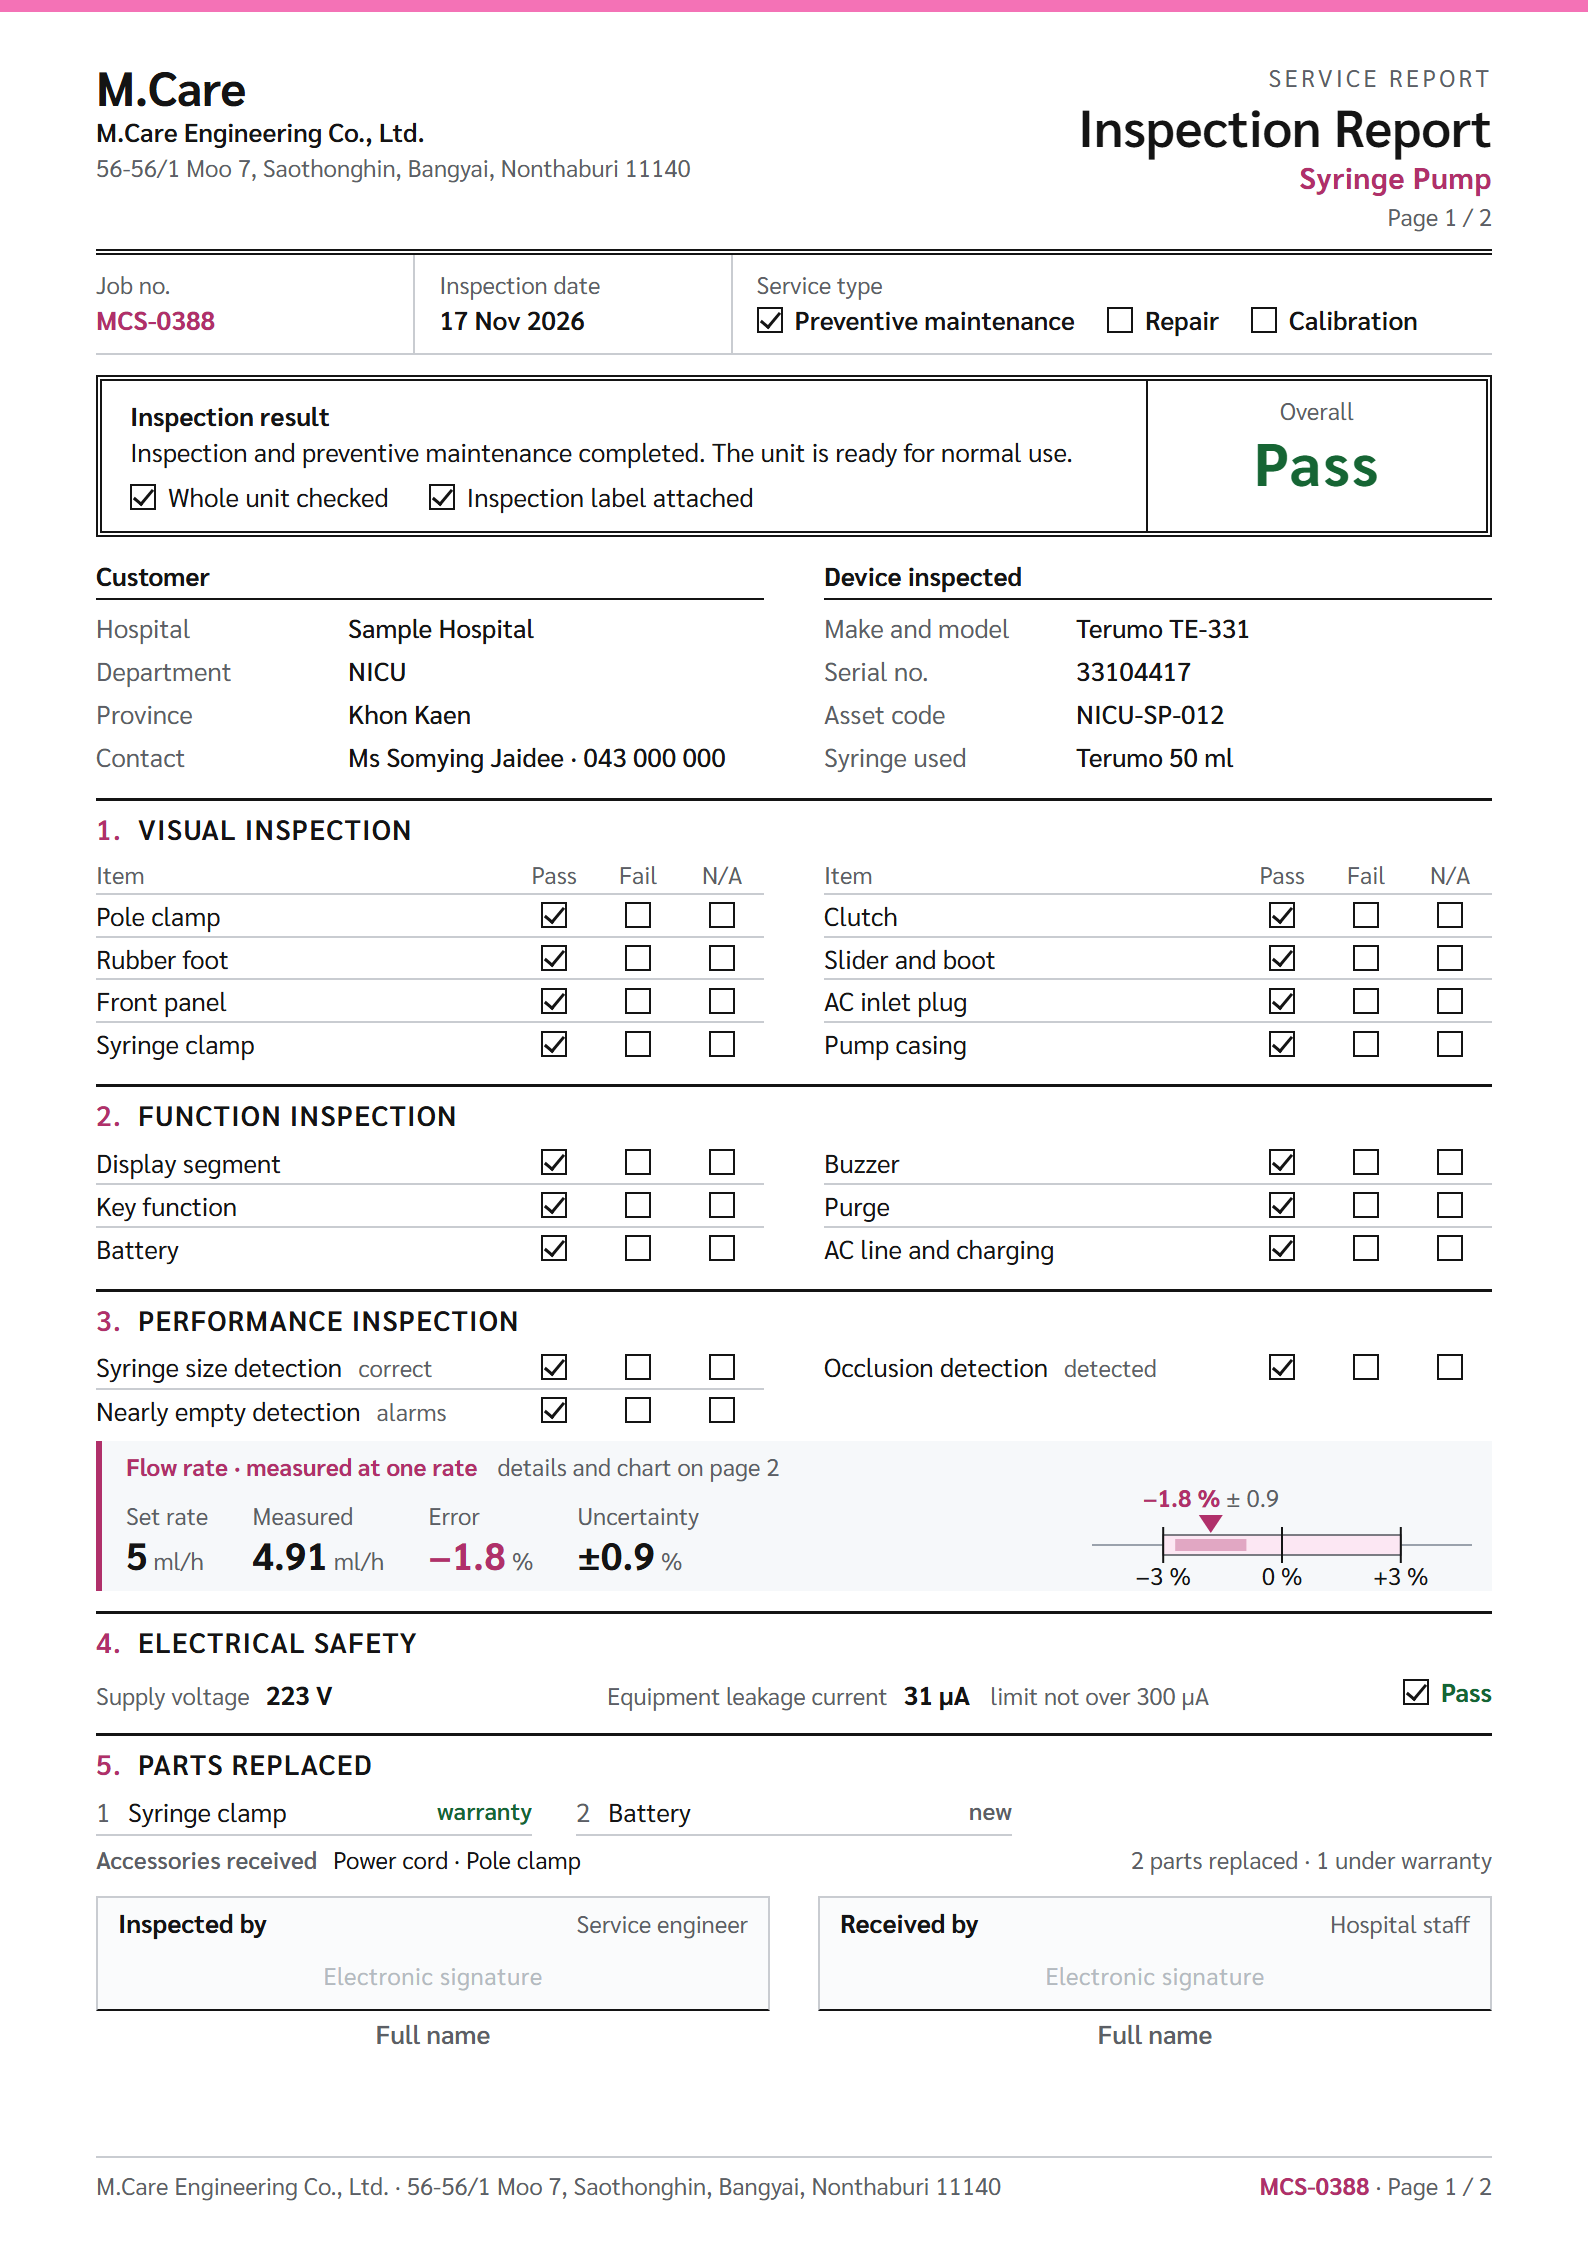 M.Care
M.Care Engineering Co., Ltd.
56-56/1 Moo 7, Saothonghin, Bangyai, Nonthaburi 11140
SERVICE REPORT
Inspection Report
Syringe Pump
Page 1 / 2
Job no.
MCS-0388
Inspection date
17 Nov 2026
Service type
Preventive maintenance Repair Calibration
Inspection result
Inspection and preventive maintenance completed. The unit is ready for normal use.
Whole unit checked Inspection label attached
Overall
Pass
Customer
Hospital Sample Hospital
Department NICU
Province Khon Kaen
Contact Ms Somying Jaidee · 043 000 000
Device inspected
Make and model Terumo TE-331
Serial no. 33104417
Asset code NICU-SP-012
Syringe used Terumo 50 ml
1. VISUAL INSPECTION
Item Pass Fail N/A
Pole clamp
Rubber foot
Front panel
Syringe clamp
Item Pass Fail N/A
Clutch
Slider and boot
AC inlet plug
Pump casing
2. FUNCTION INSPECTION
Display segment
Key function
Battery
Buzzer
Purge
AC line and charging
3. PERFORMANCE INSPECTION
Syringe size detection correct
Nearly empty detection alarms
Occlusion detection detected
Flow rate · measured at one rate details and chart on page 2
Set rate Measured Error Uncertainty
5 ml/h 4.91 ml/h −1.8 % ±0.9 %
−1.8 % ± 0.9
−3 % 0 % +3 %
4. ELECTRICAL SAFETY
Supply voltage 223 V Equipment leakage current 31 µA limit not over 300 µA Pass
5. PARTS REPLACED
1 Syringe clamp warranty 2 Battery new
Accessories received Power cord · Pole clamp 2 parts replaced · 1 under warranty
Inspected by Service engineer
Electronic signature
Full name
Received by Hospital staff
Electronic signature
Full name
M.Care Engineering Co., Ltd. · 56-56/1 Moo 7, Saothonghin, Bangyai, Nonthaburi 11140 MCS-0388 · Page 1 / 2